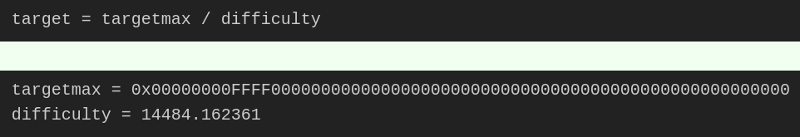 target = targetmax / difficulty
targetmax = 0x00000000FFFF0000000000000000000000000000000000000000000000000000
difficulty = 14484.162361